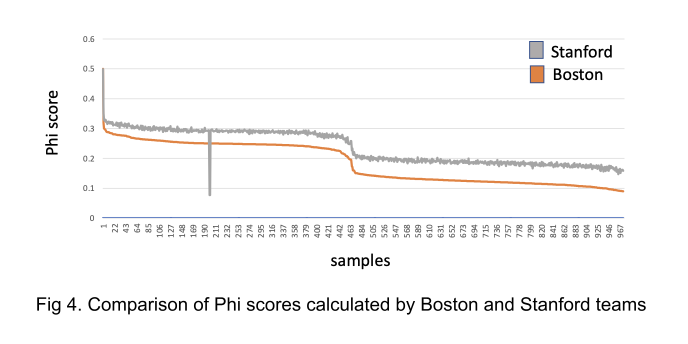 0.6
0.5
0.4
0.3
0.2
0.1
0
Phi score
Stanford
Boston
1 22 43 64 85 106 127 148 169 190 211 232 253 274 295 316 337 358 379 400 421 442 463 484 505 526 547 568 589 610 631 652 673 694 715 736 757 778 799 820 841 862 883 904 925 946 967
samples
Fig 4. Comparison of Phi scores calculated by Boston and Stanford teams